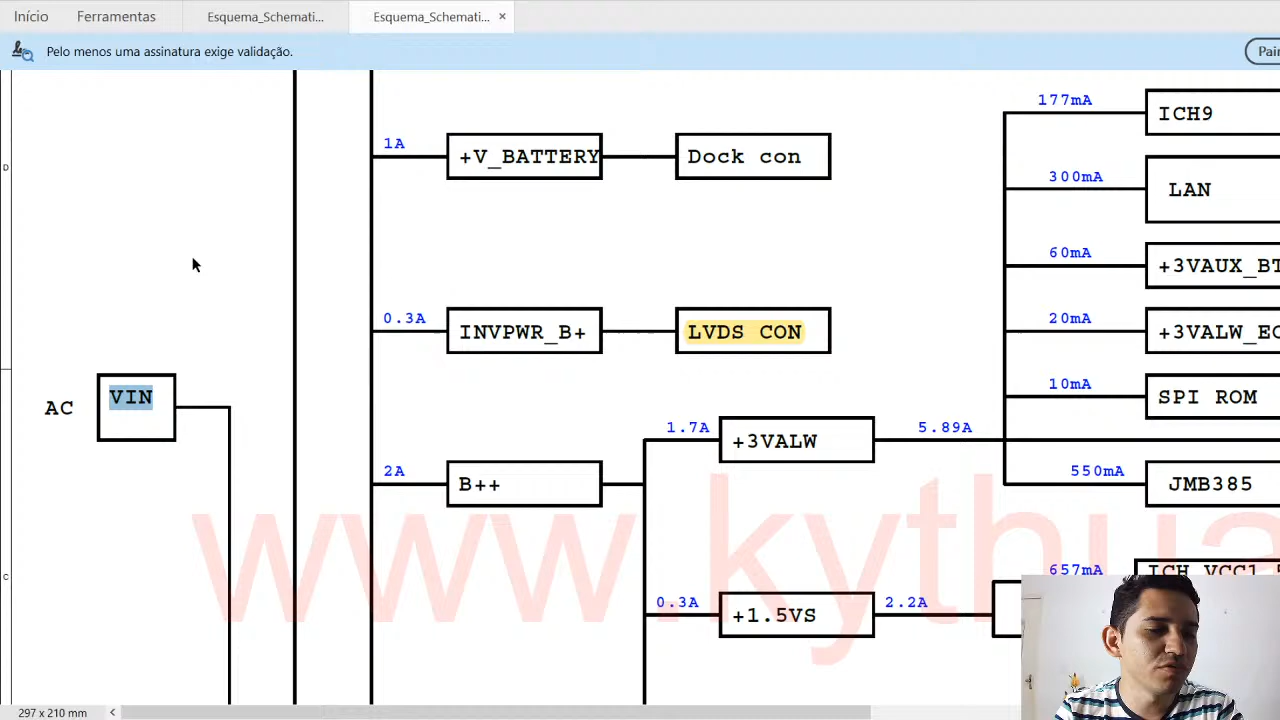 Início Ferramentas Esquema_Schemati... Esquema_Schemati... ×
Pelo menos uma assinatura exige validação.
177mA ICH9
1A +V_BATTERY Dock con
D
300mA LAN
60mA +3VAUX_BT
0.3A INVPWR_B+ LVDS CON
20mA
10mA SPI ROM
AC VIN
1.7A +3VALW 5.89A
2A B++
550mA JMB385
www.kythua
C
657mA
0.3A +1.5VS 2.2A
297 x 210 mm